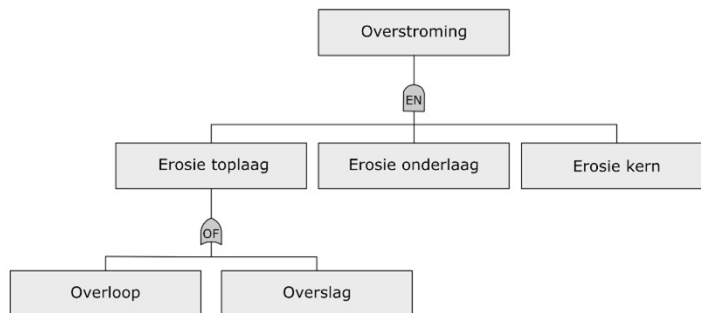 Overstroming
EN
Erosie toplaag
Erosie onderlaag
Erosie kern
OF
Overloop
Overslag